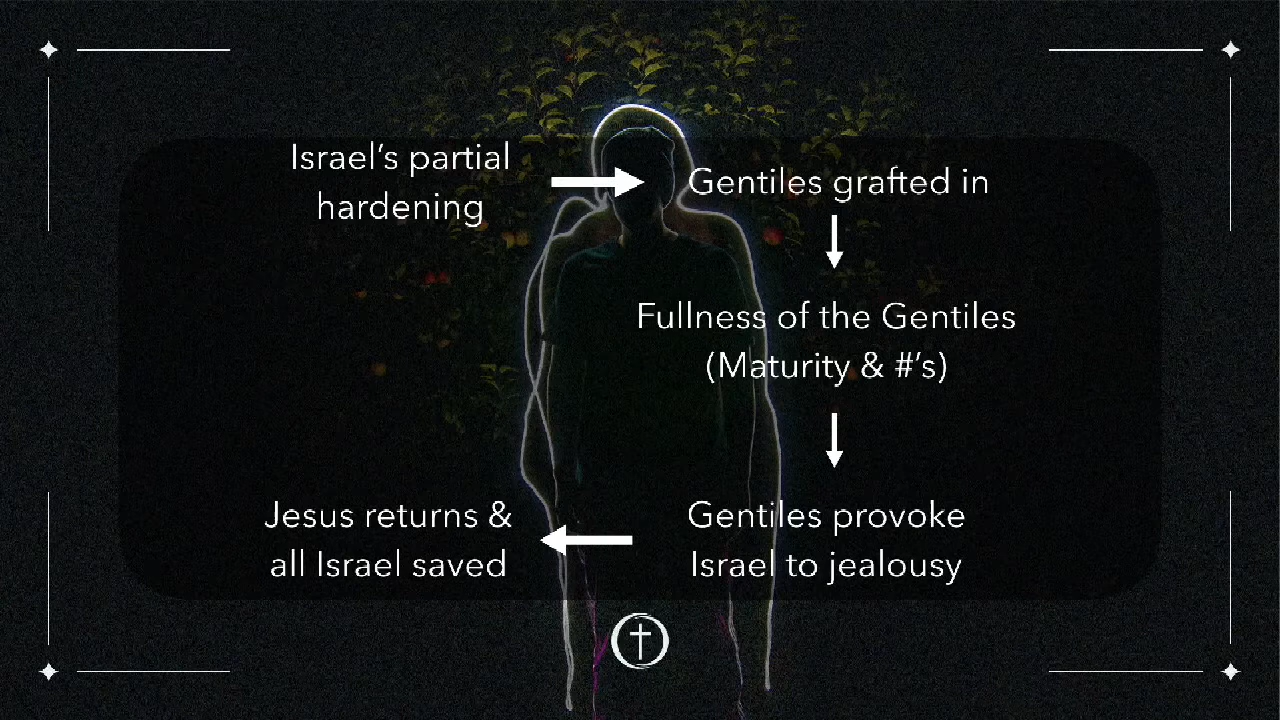 Israel’s partial
hardening
Gentiles grafted in
Fullness of the Gentiles
(Maturity & #’s)
Gentiles provoke
Israel to jealousy
Jesus returns &
all Israel saved